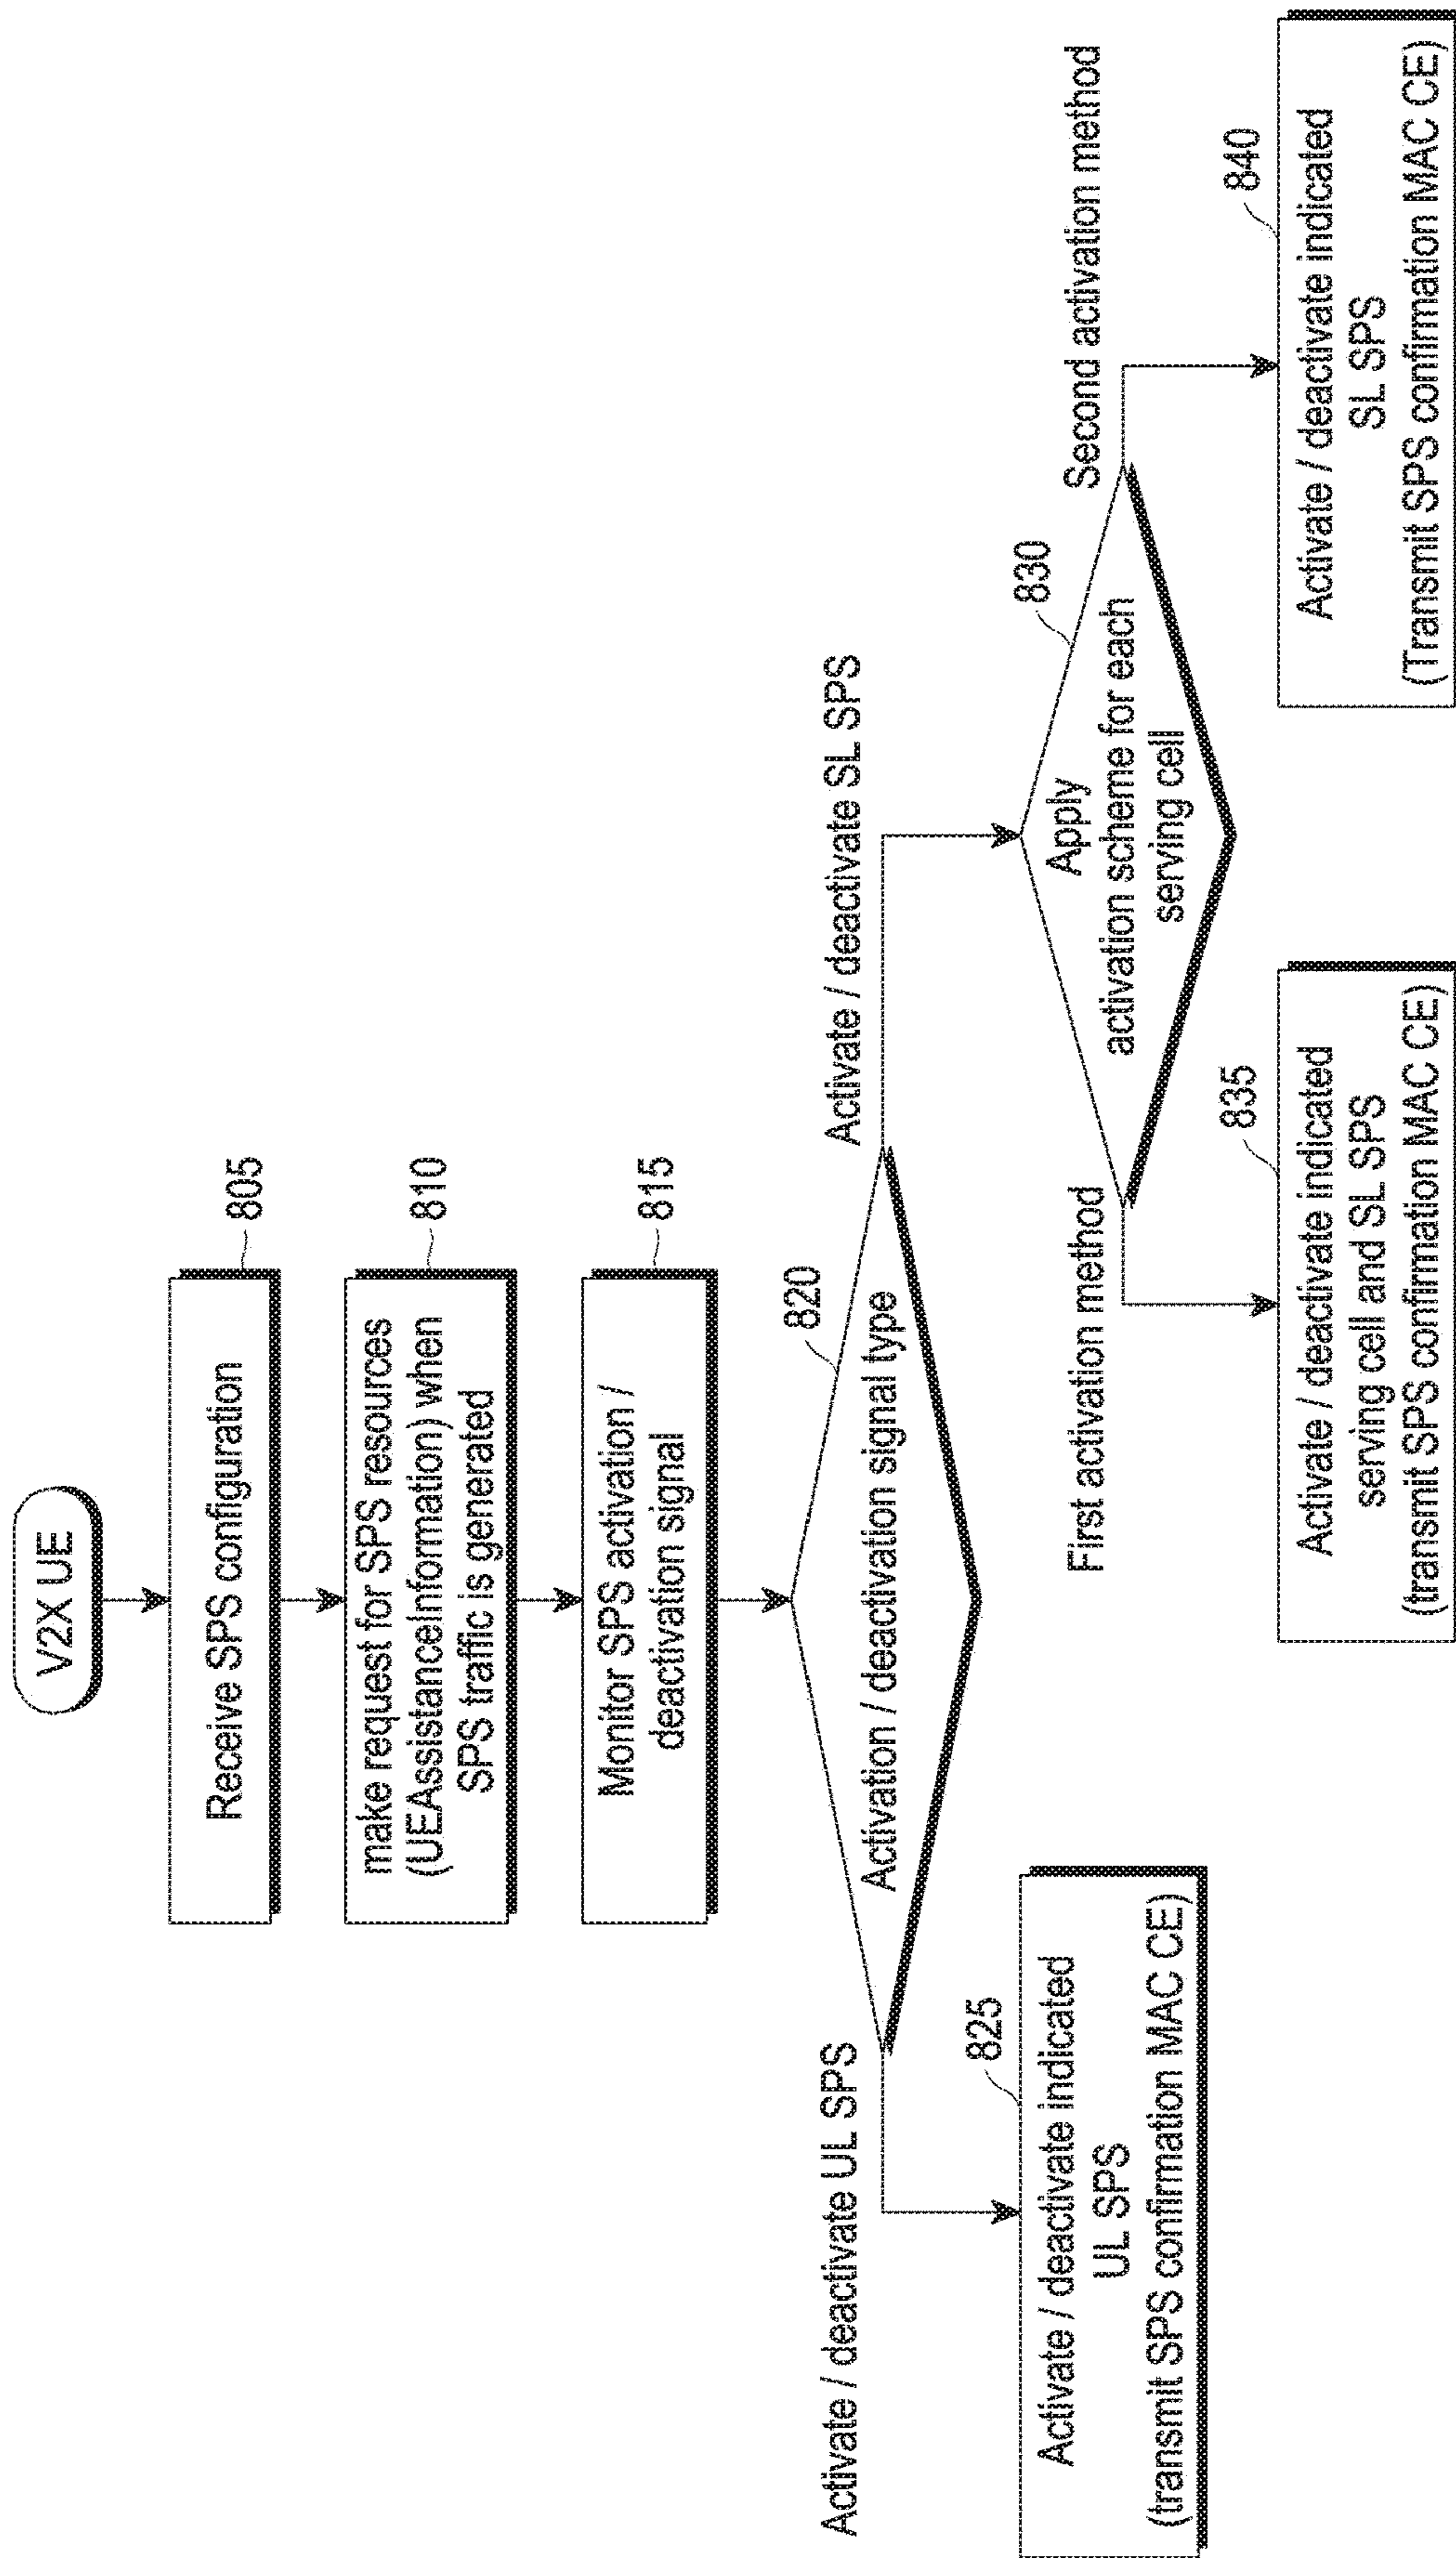 V2X UE
805
Receive SPS configuration
810
make request for SPS resources
(UEAssistanceInformation) when
SPS traffic is generated
815
Monitor SPS activation /
deactivation signal
820
Activation / deactivation signal type
Activate / deactivate UL SPS
Activate / deactivate SL SPS
825
Activate / deactivate indicated
UL SPS
(transmit SPS confirmation MAC CE)
830
Apply
activation scheme for each
serving cell
First activation method
Second activation method
835
Activate / deactivate indicated
serving cell and SL SPS
(transmit SPS confirmation MAC CE)
840
Activate / deactivate indicated
SL SPS
(Transmit SPS confirmation MAC CE)